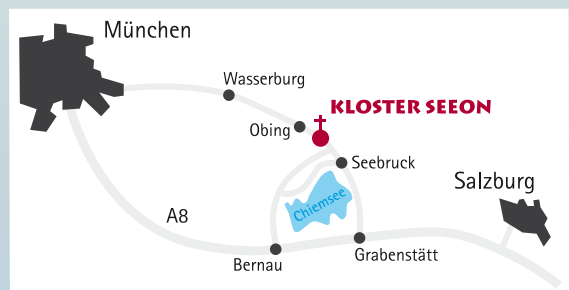 München
Wasserburg
KLOSTER SEEON
Obing
Seebruck
Salzburg
Chiemsee
A8
Grabenstätt
Bernau